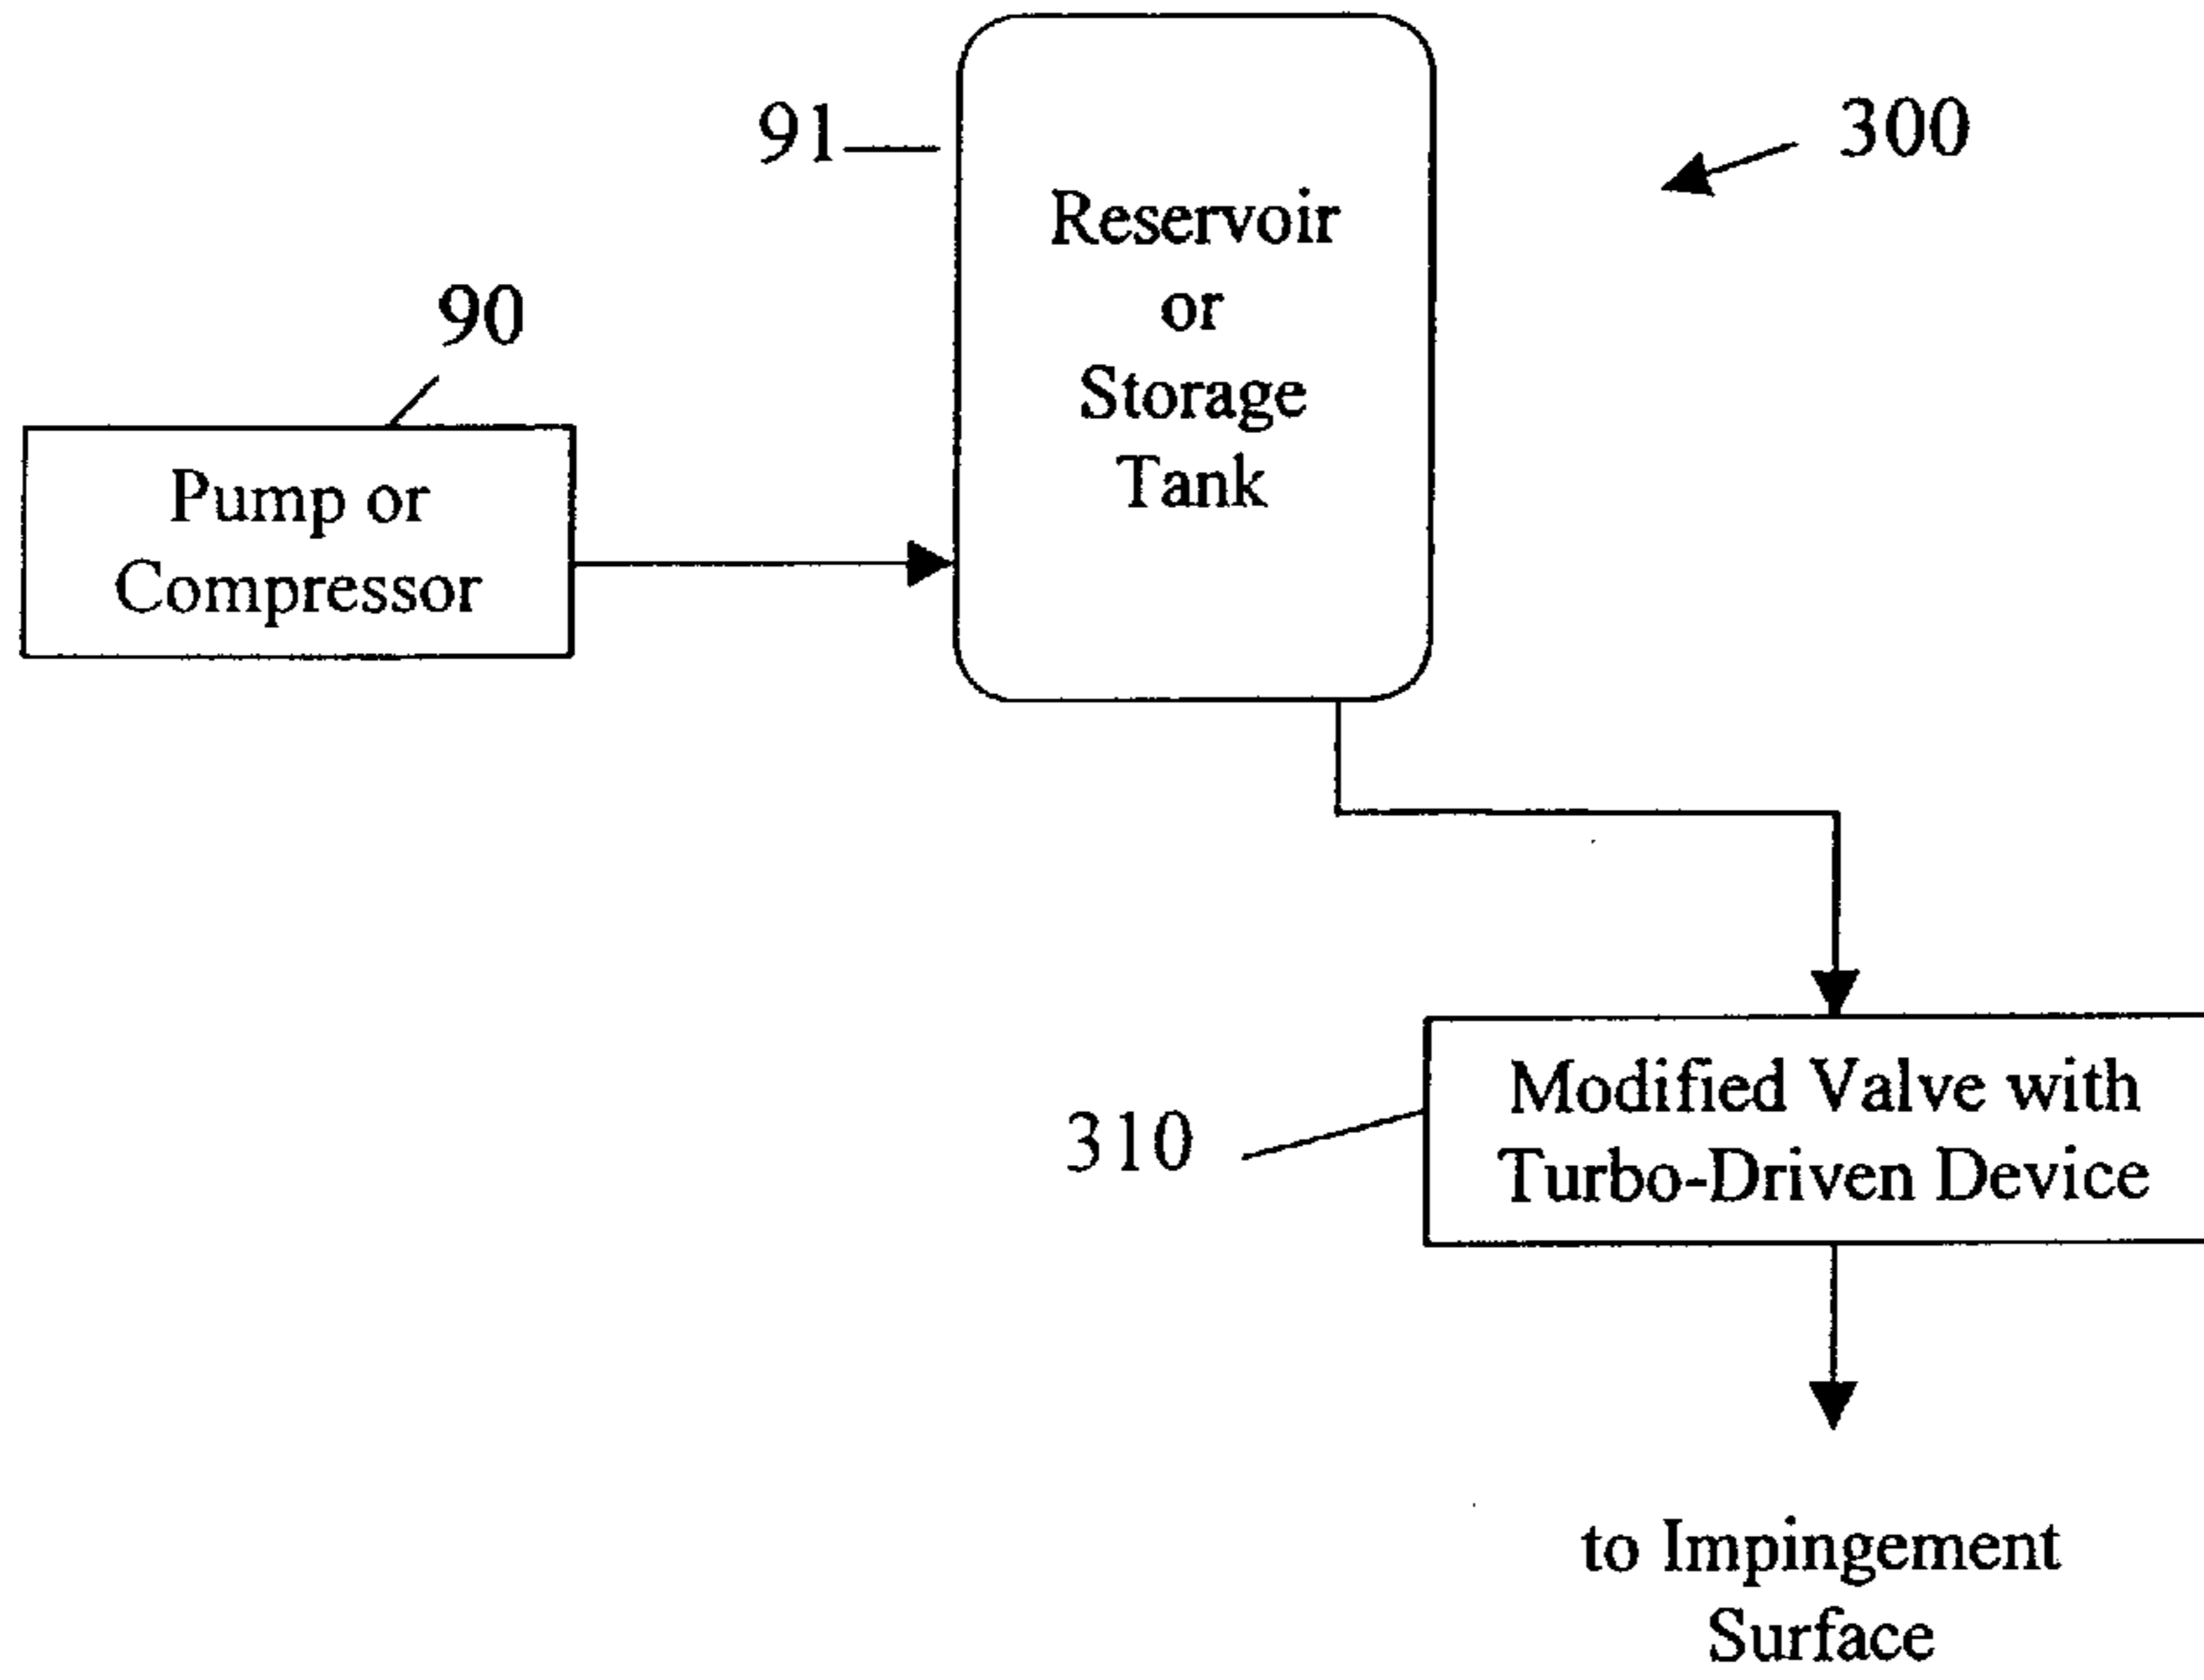 91
300
Reservoir
or
Storage
Tank
90
Pump or
Compressor
310
Modified Valve with
Turbo-Driven Device
to Impingement
Surface